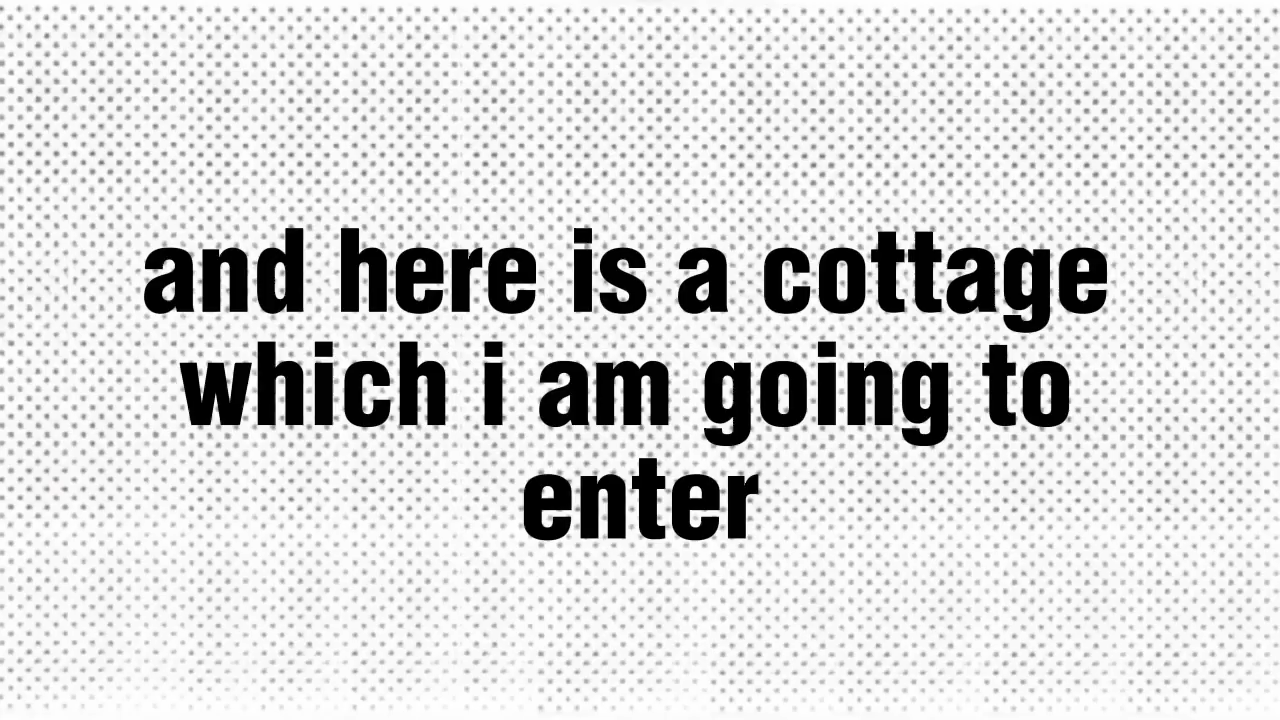 and here is a cottage
which i am going to
enter